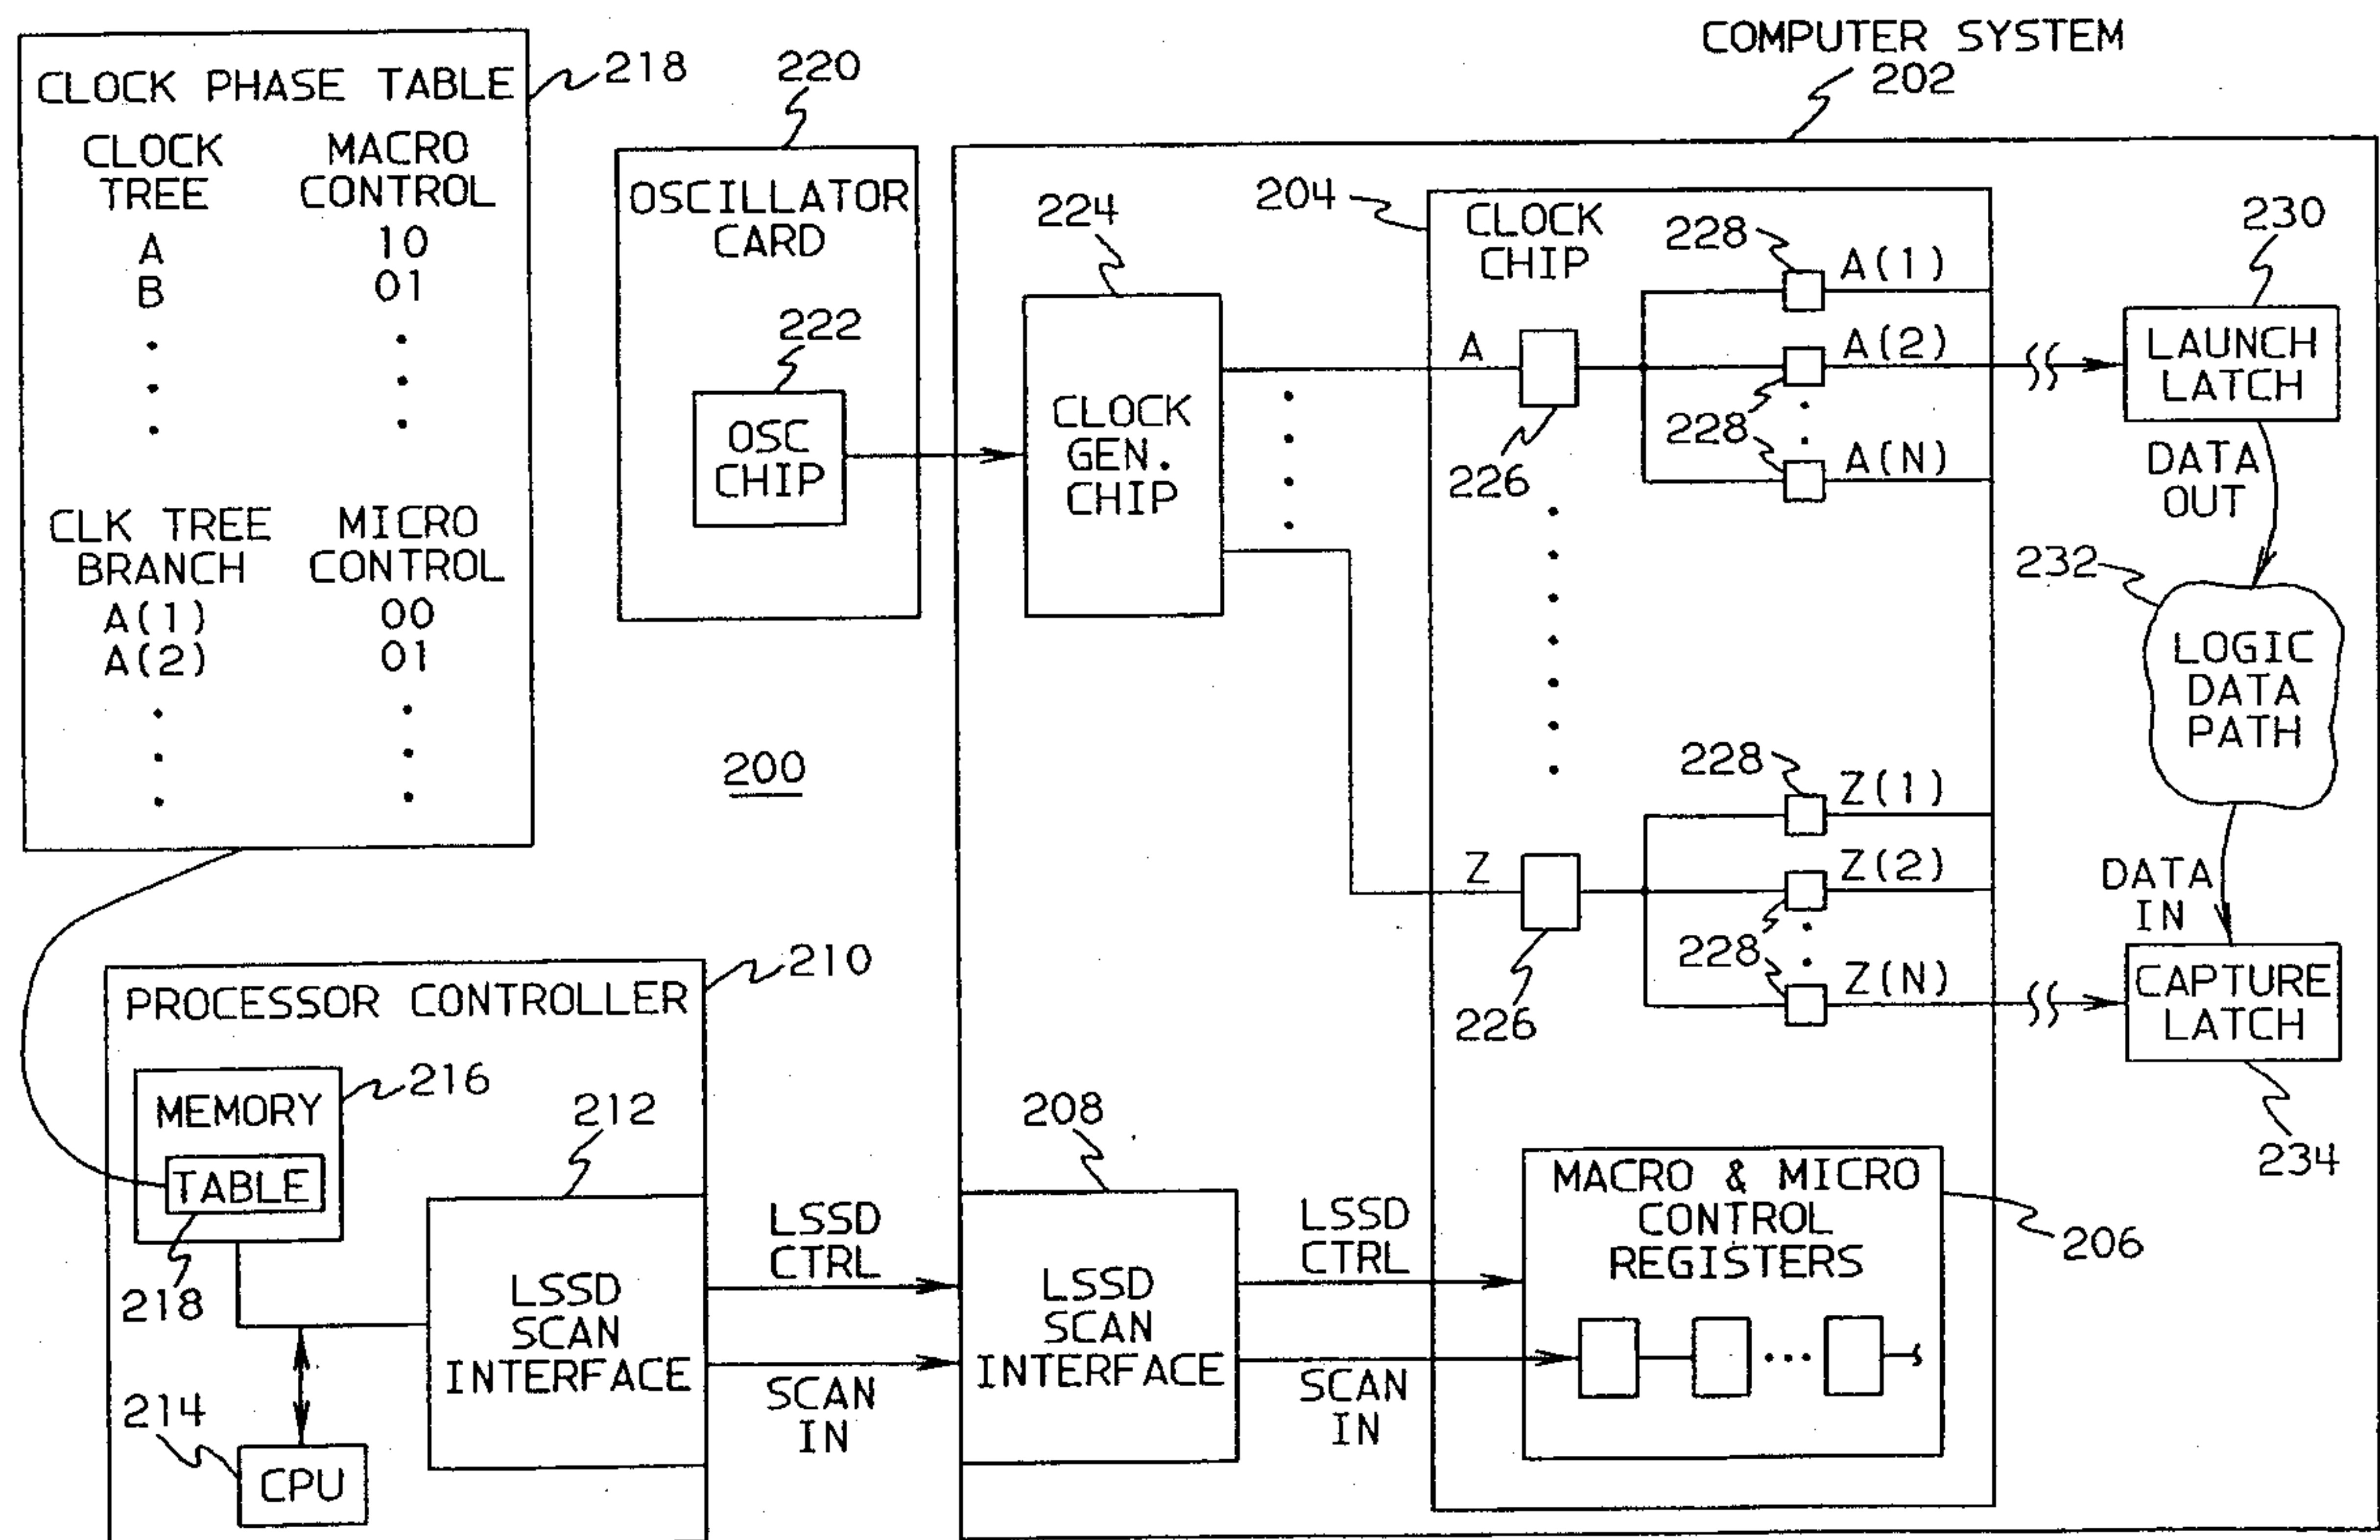 COMPUTER SYSTEM
202
CLOCK PHASE TABLE
218
CLOCK TREE
MACRO CONTROL
A 10
B 01
CLK TREE BRANCH
MICRO CONTROL
A(1) 00
A(2) 01
220
OSCILLATOR
CARD
222
OSC
CHIP
224
CLOCK
GEN.
CHIP
204
CLOCK
CHIP
A
226
228
A(1)
A(2)
228
228
A(N)
230
LAUNCH
LATCH
DATA
OUT
232
LOGIC
DATA
PATH
200
Z
226
228
Z(1)
Z(2)
228
Z(N)
DATA
IN
CAPTURE
LATCH
234
210
PROCESSOR CONTROLLER
216
MEMORY
TABLE
218
214
CPU
212
LSSD
SCAN
INTERFACE
LSSD
CTRL
SCAN
IN
208
LSSD
SCAN
INTERFACE
LSSD
CTRL
SCAN
IN
MACRO & MICRO
CONTROL
REGISTERS
206